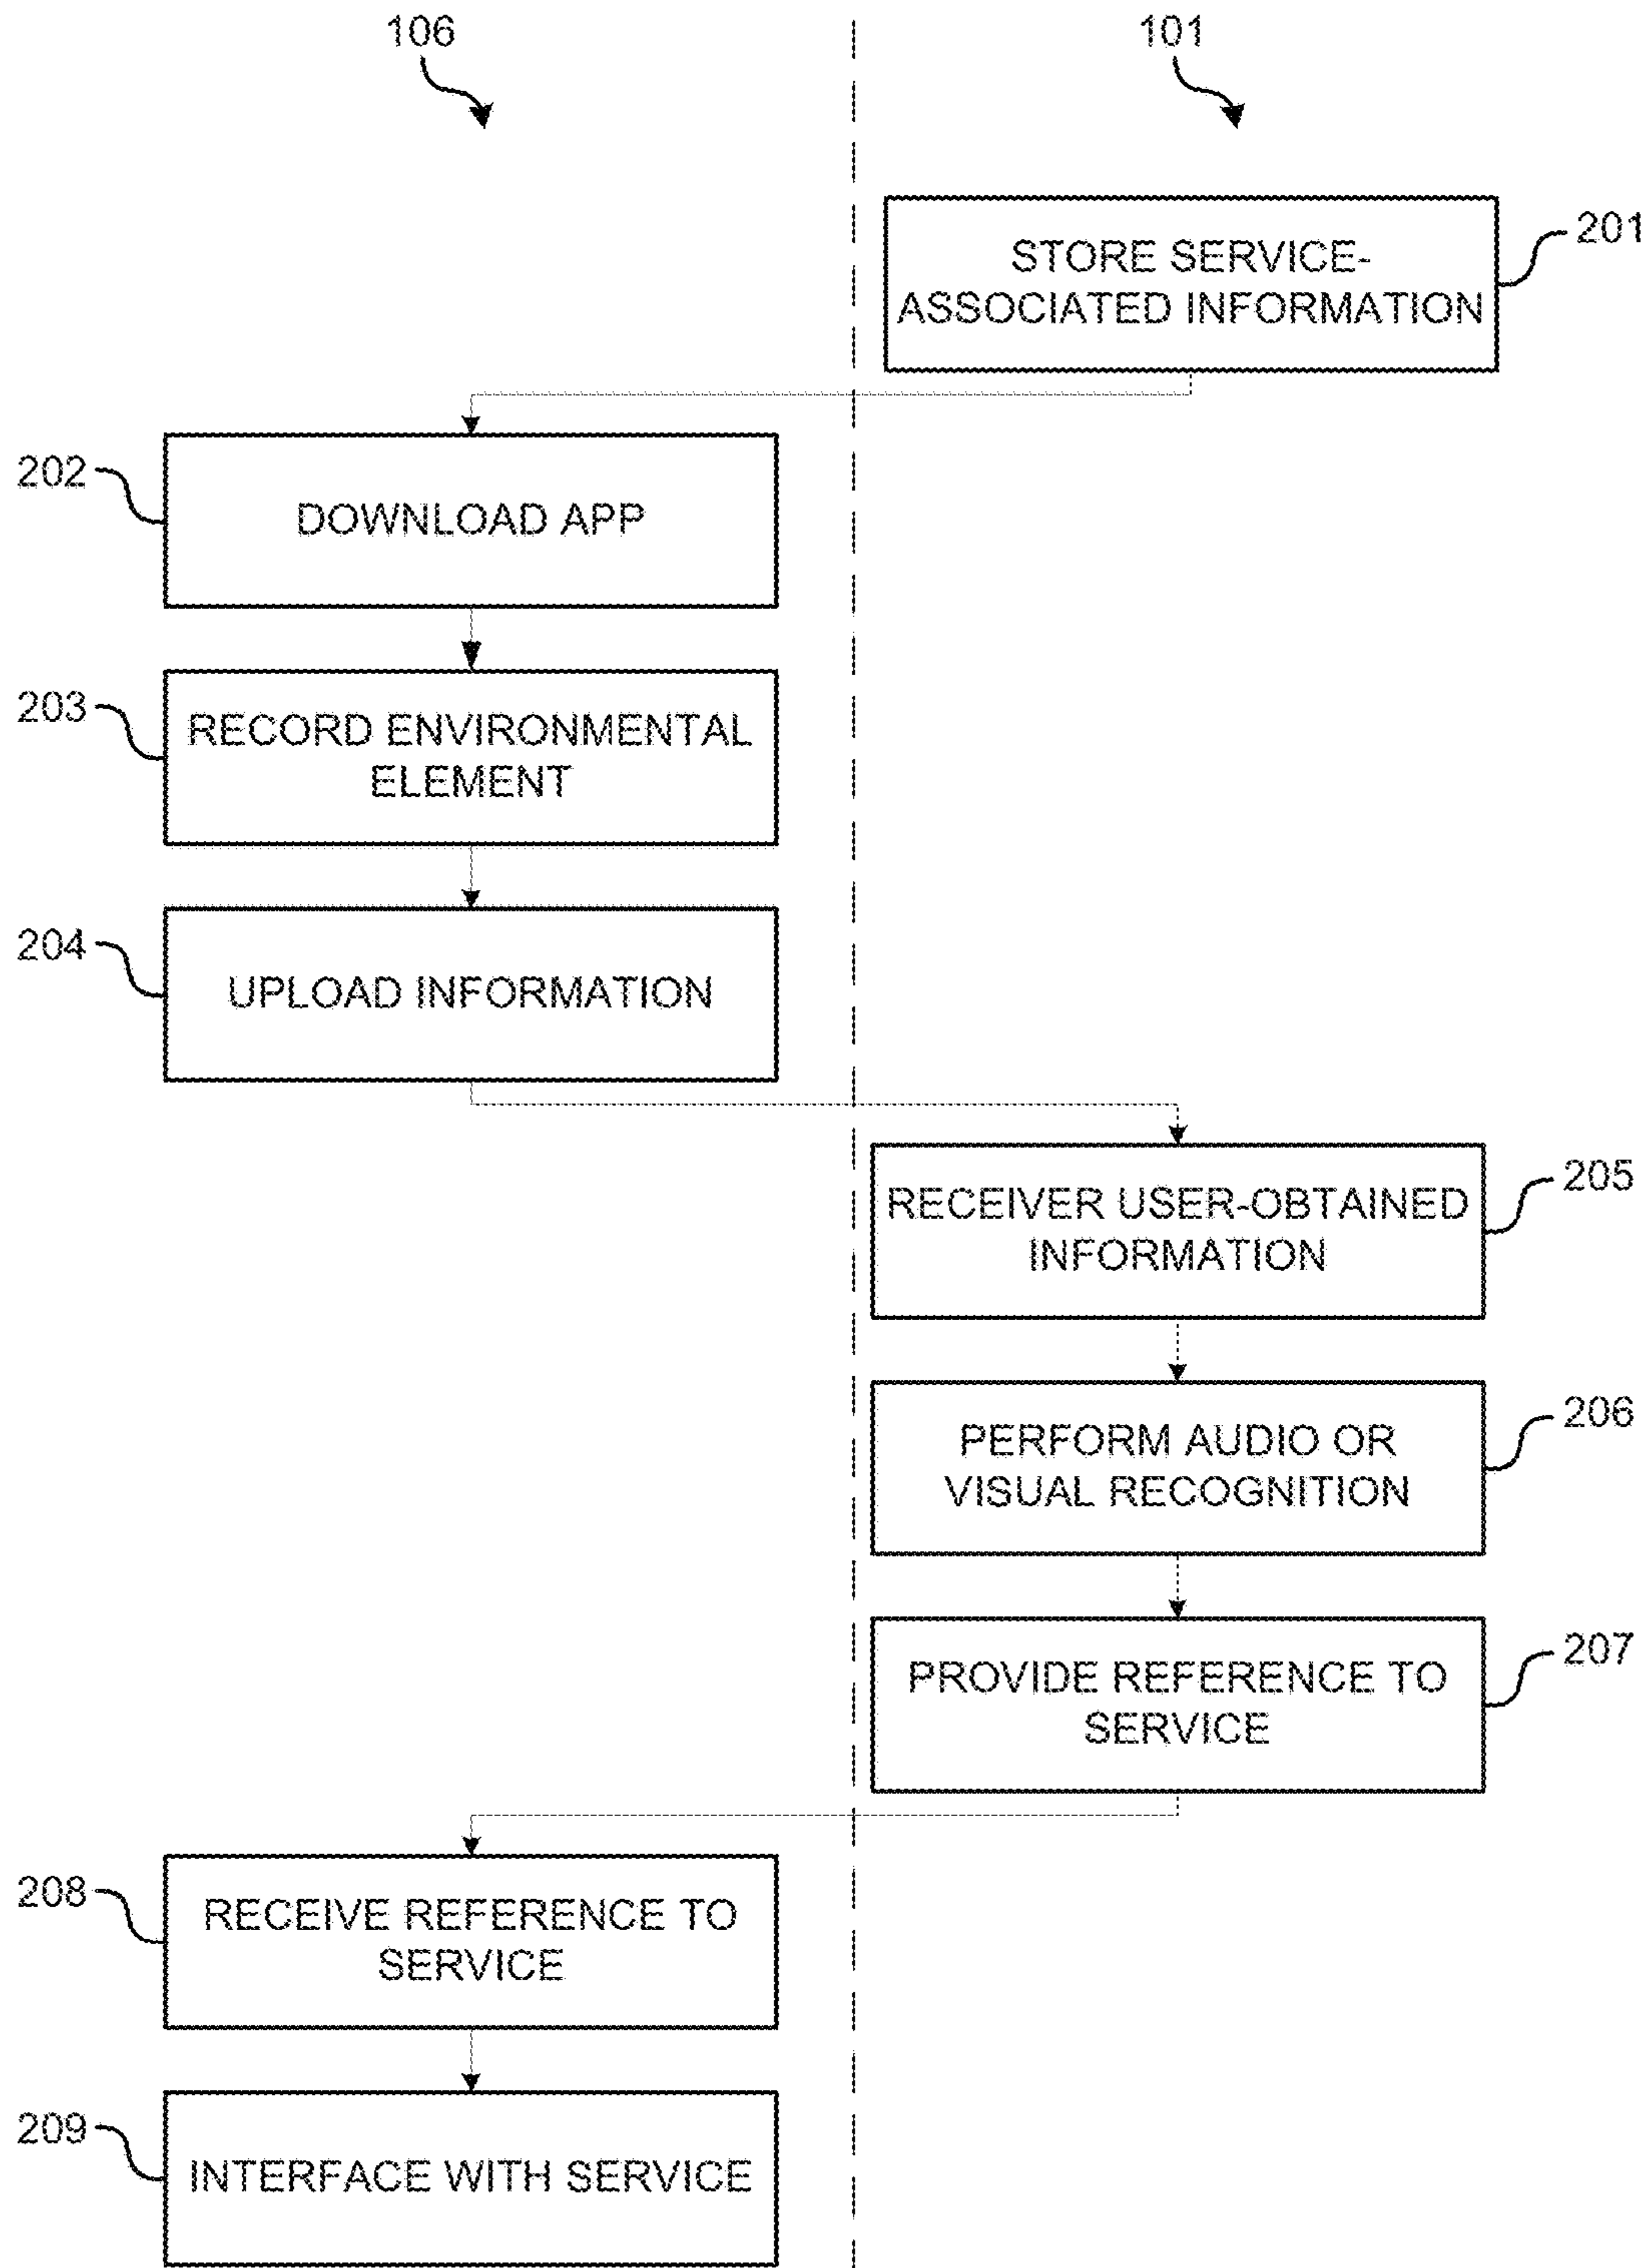 106
101
STORE SERVICE-
ASSOCIATED INFORMATION
201
202
DOWNLOAD APP
203
RECORD ENVIRONMENTAL
ELEMENT
204
UPLOAD INFORMATION
RECEIVER USER-OBTAINED
INFORMATION
205
PERFORM AUDIO OR
VISUAL RECOGNITION
206
PROVIDE REFERENCE TO
SERVICE
207
208
RECEIVE REFERENCE TO
SERVICE
209
INTERFACE WITH SERVICE